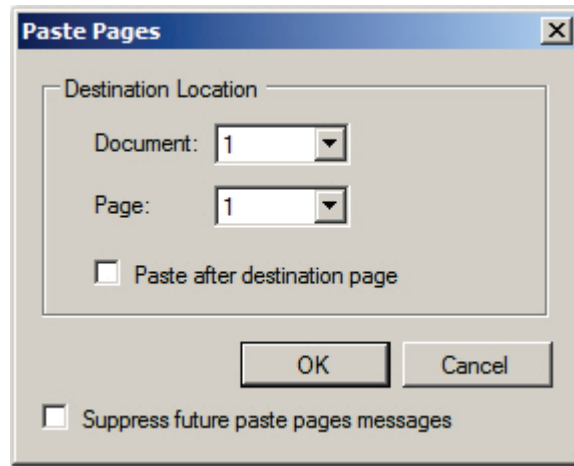 Paste Pages
Destination Location
Document: 1
Page: 1
Paste after destination page
OK Cancel
Suppress future paste pages messages